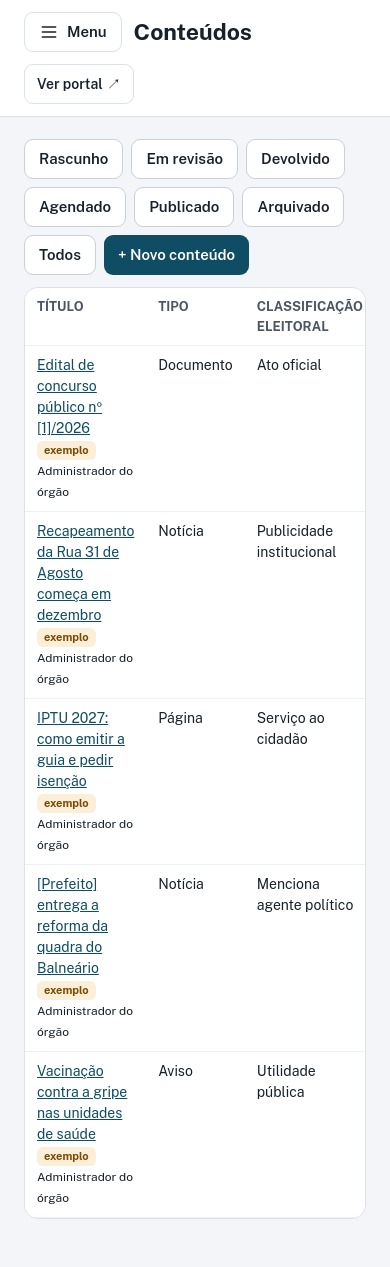 Menu
Conteúdos
Ver portal ↗
Rascunho
Em revisão
Devolvido
Agendado
Publicado
Arquivado
Todos
+ Novo conteúdo
TÍTULO
TIPO
CLASSIFICAÇÃO
ELEITORAL
Edital de
concurso
público nº
[1]/2026
exemplo
Administrador do
órgão
Documento
Ato oficial
Recapeamento
da Rua 31 de
Agosto
começa em
dezembro
exemplo
Administrador do
órgão
Notícia
Publicidade
institucional
IPTU 2027:
como emitir a
guia e pedir
isenção
exemplo
Administrador do
órgão
Página
Serviço ao
cidadão
[Prefeito]
entrega a
reforma da
quadra do
Balneário
exemplo
Administrador do
órgão
Notícia
Menciona
agente político
Vacinação
contra a gripe
nas unidades
de saúde
exemplo
Administrador do
órgão
Aviso
Utilidade
pública